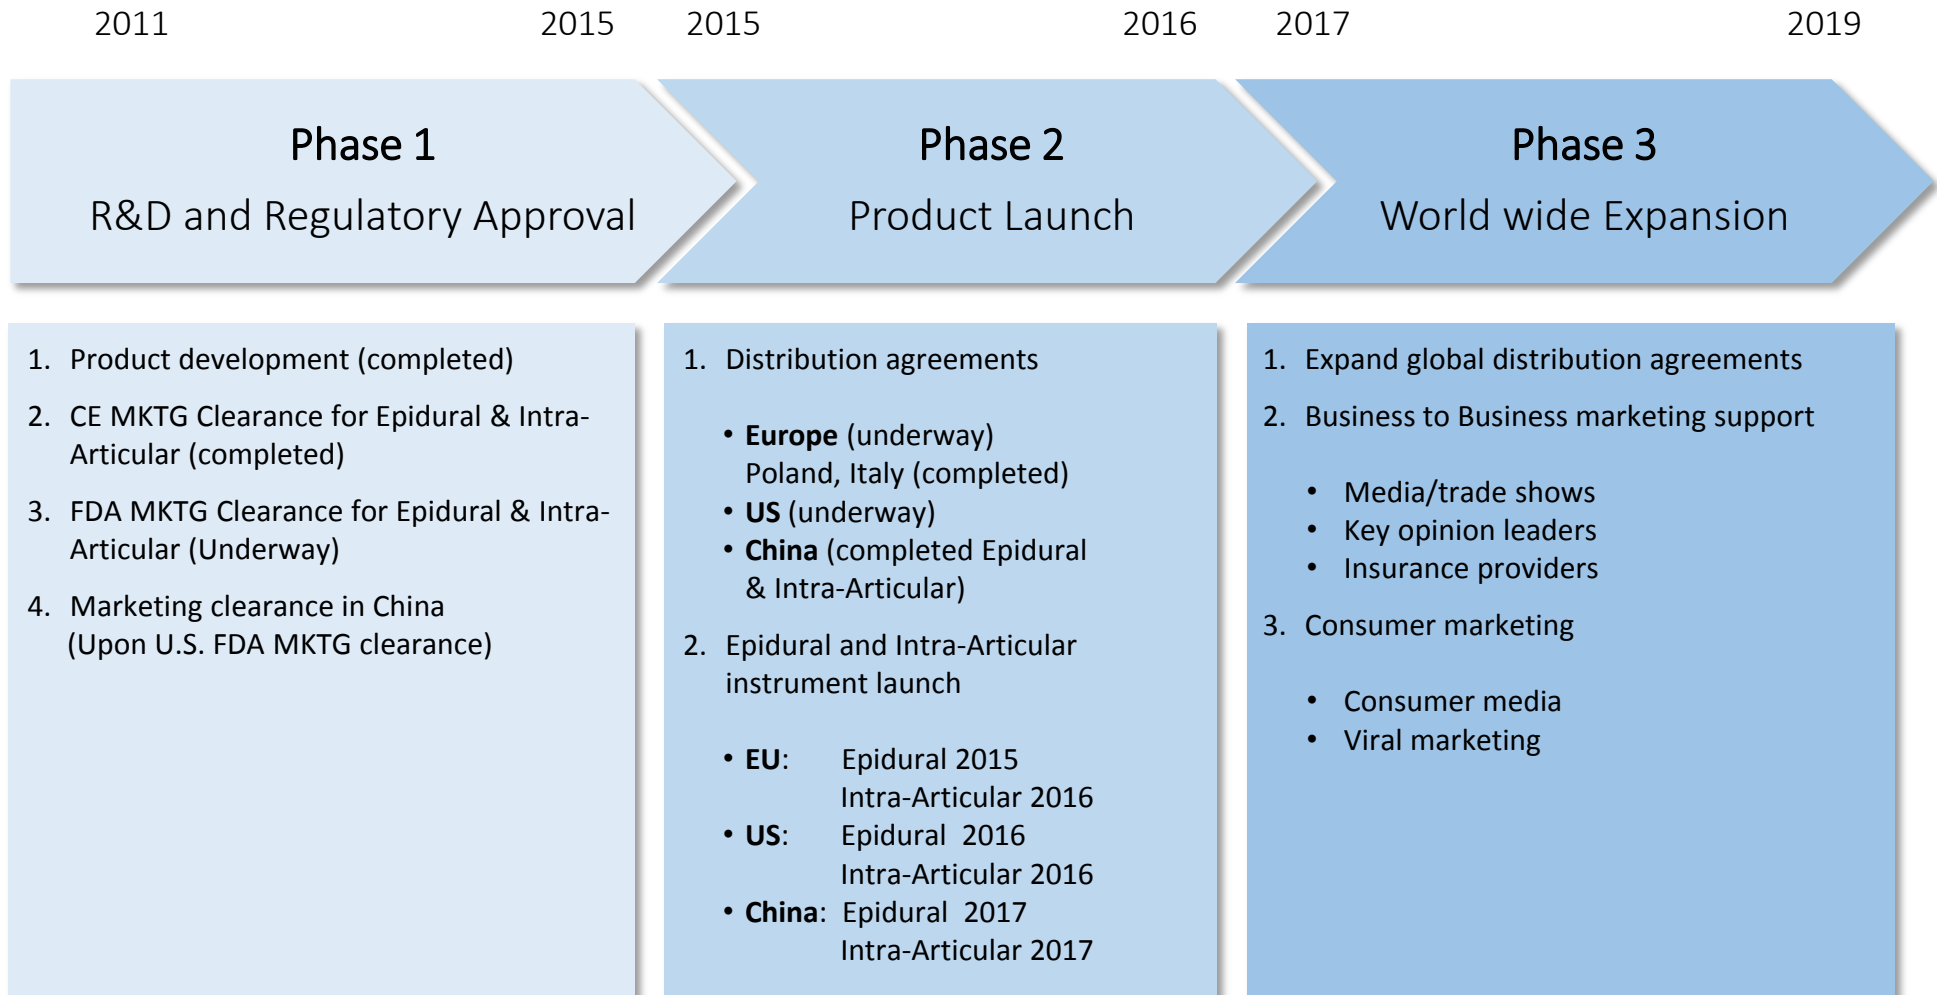 2011 2015 2015 2016 2017 2019
Phase 1
R&D and Regulatory Approval
Phase 2
Product Launch
Phase 3
World wide Expansion
1. Product development (completed)
2. CE MKTG Clearance for Epidural & Intra-
Articular (completed)
3. FDA MKTG Clearance for Epidural & Intra-
Articular (Underway)
4. Marketing clearance in China
(Upon U.S. FDA MKTG clearance)
1. Distribution agreements
• Europe (underway)
Poland, Italy (completed)
• US (underway)
• China (completed Epidural
& Intra-Articular)
2. Epidural and Intra-Articular
instrument launch
• EU: Epidural 2015
Intra-Articular 2016
• US: Epidural 2016
Intra-Articular 2016
• China: Epidural 2017
Intra-Articular 2017
1. Expand global distribution agreements
2. Business to Business marketing support
• Media/trade shows
• Key opinion leaders
• Insurance providers
3. Consumer marketing
• Consumer media
• Viral marketing